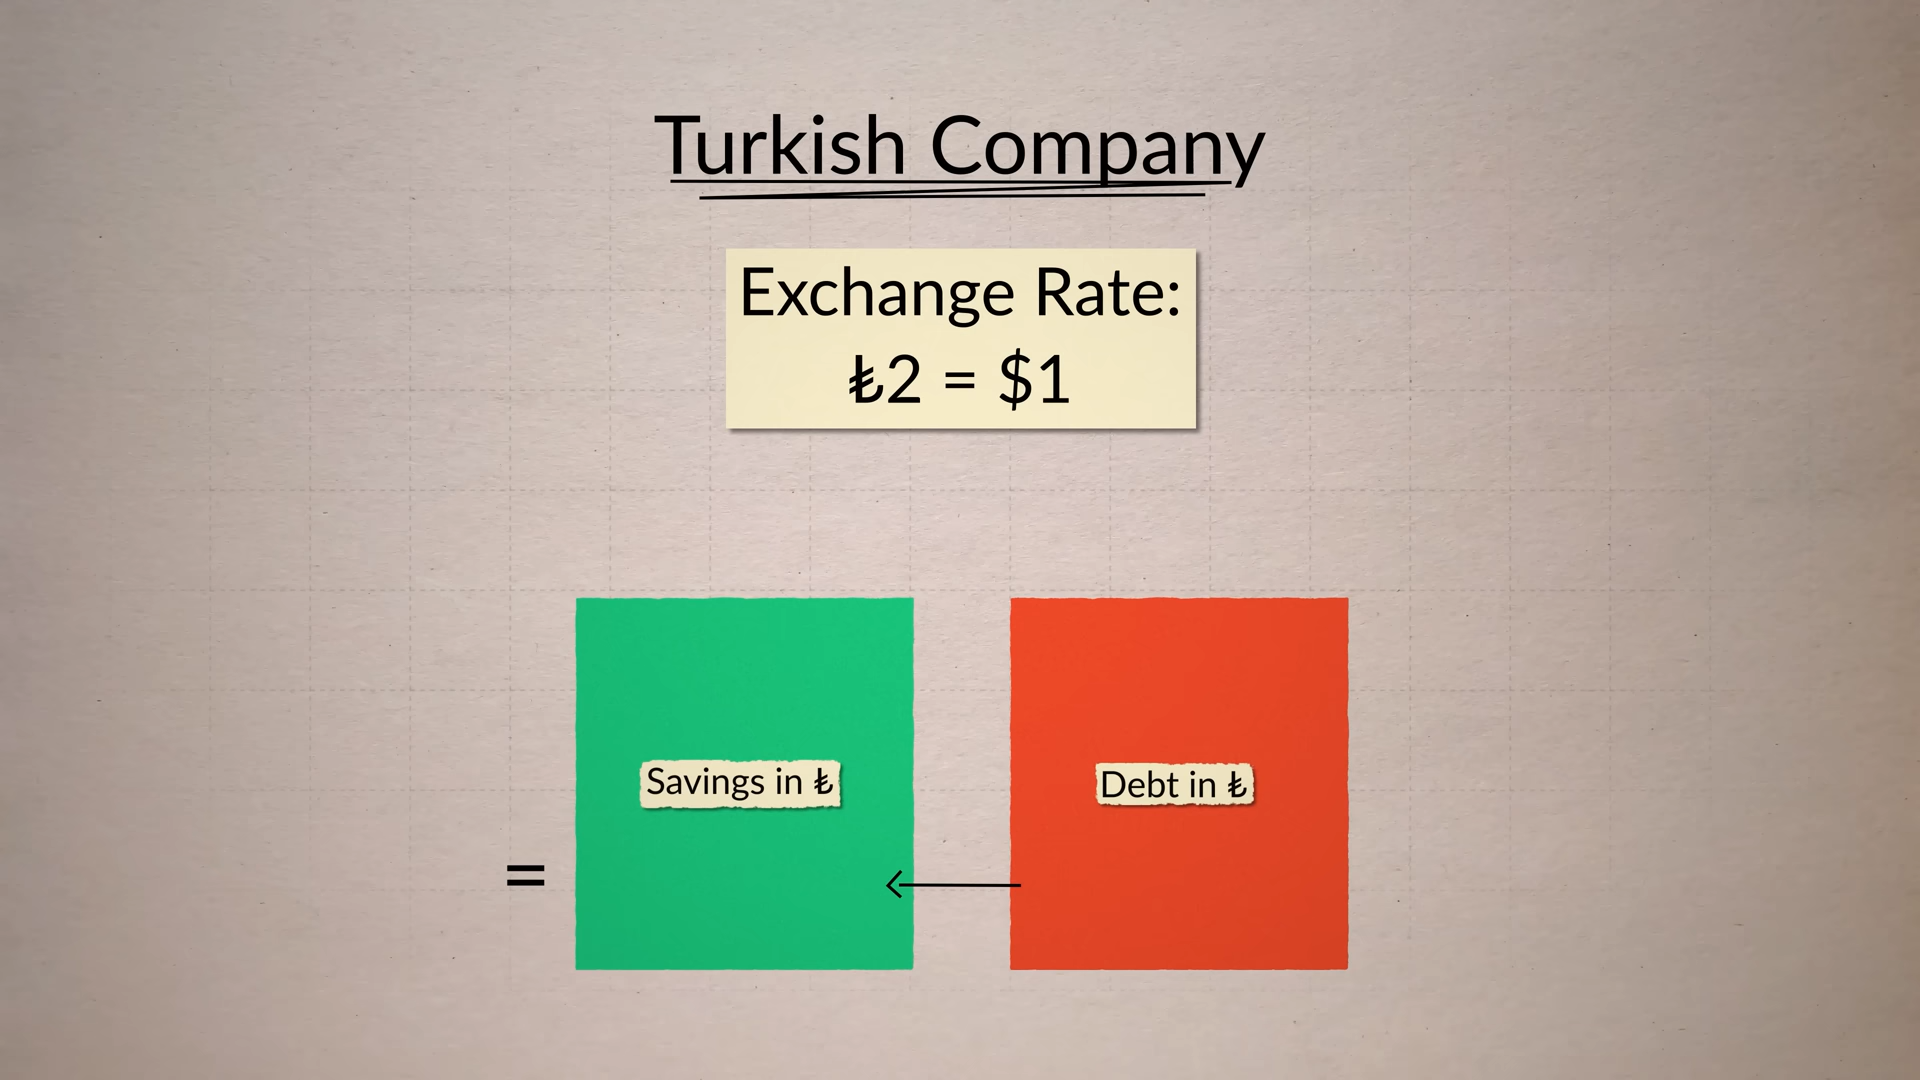 Turkish Company
Exchange Rate:
₺2 = $1
Savings in ₺
Debt in ₺
=